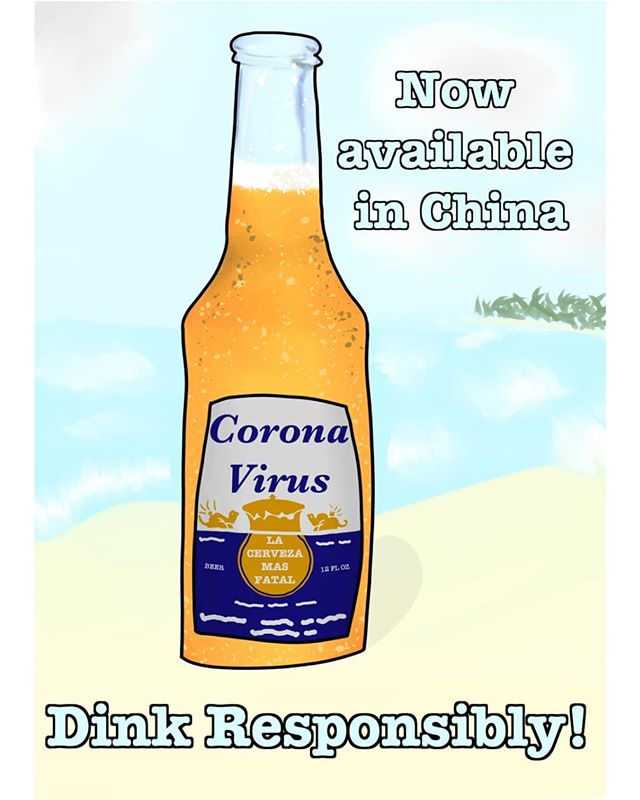 Now
available
in China
Corona
Virus
LA
CERVEZA
MAS
FATAL
BEER
12 FL OZ
Dink Responsibly!